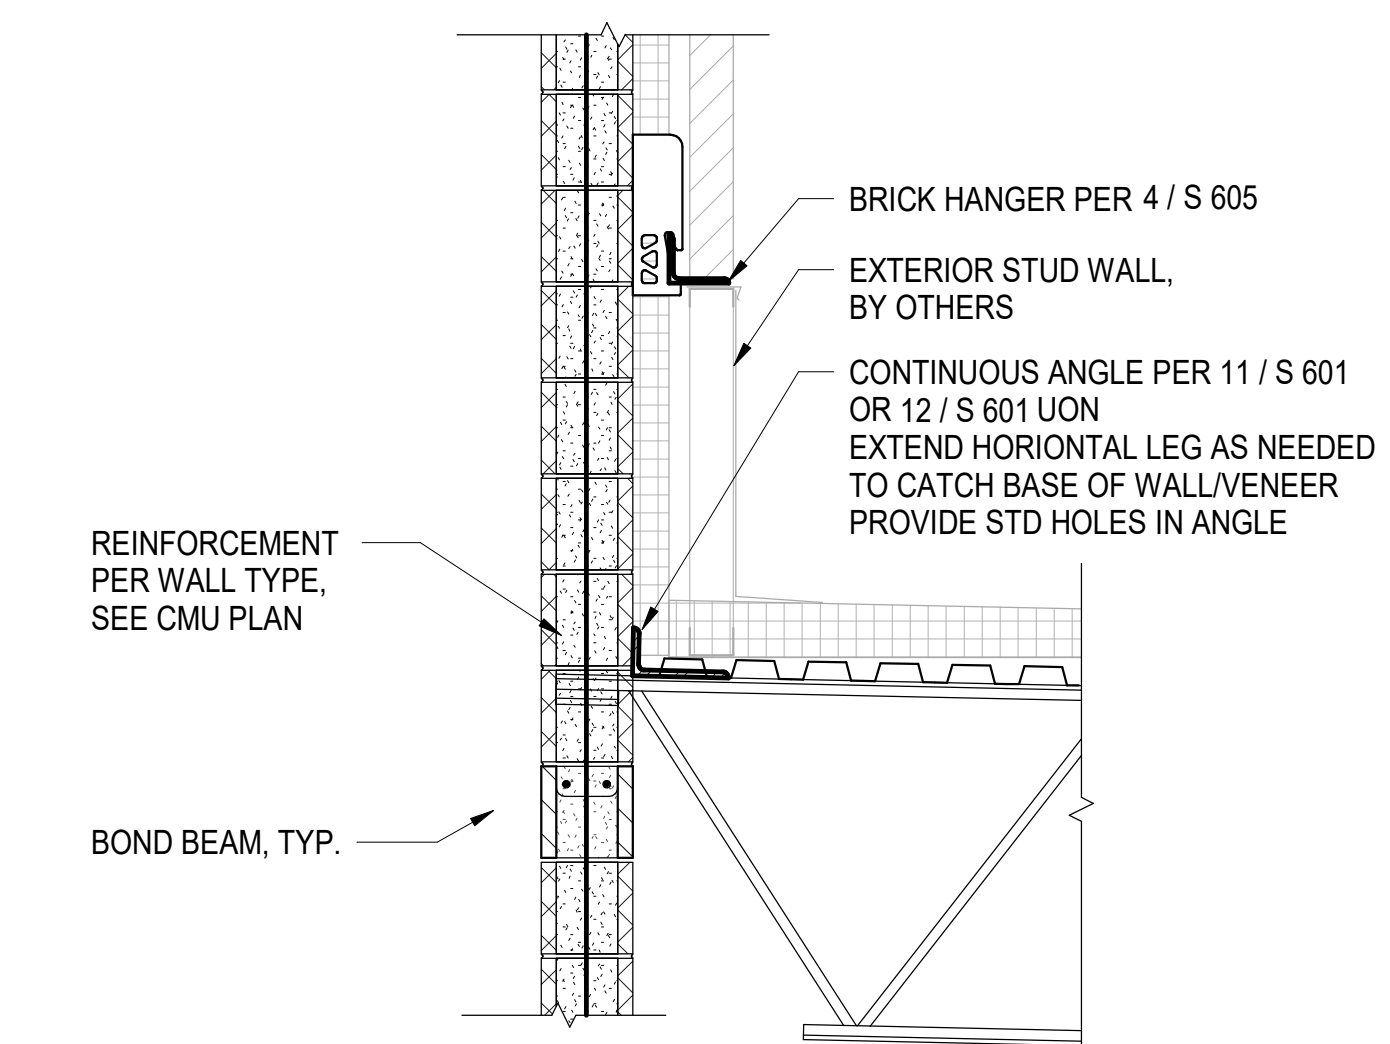 BRICK HANGER PER 4 / S 605
EXTERIOR STUD WALL,
BY OTHERS
CONTINUOUS ANGLE PER 11 / S 601
OR 12 / S 601 UON
EXTEND HORIONTAL LEG AS NEEDED
TO CATCH BASE OF WALL/VENEER
PROVIDE STD HOLES IN ANGLE
REINFORCEMENT
PER WALL TYPE,
SEE CMU PLAN
BOND BEAM, TYP.